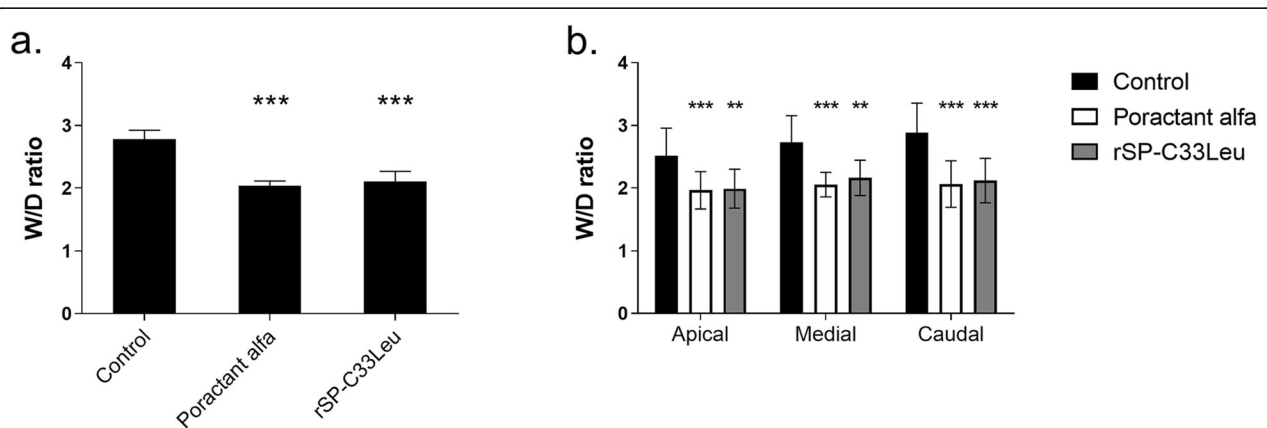 a.
W/D ratio
4
3
2
1
0
***
***
Control
Poractant alfa
rSP-C33Leu
b.
W/D ratio
4
3
2
1
0
*** **
*** **
*** ***
Apical
Medial
Caudal
Control
Poractant alfa
rSP-C33Leu